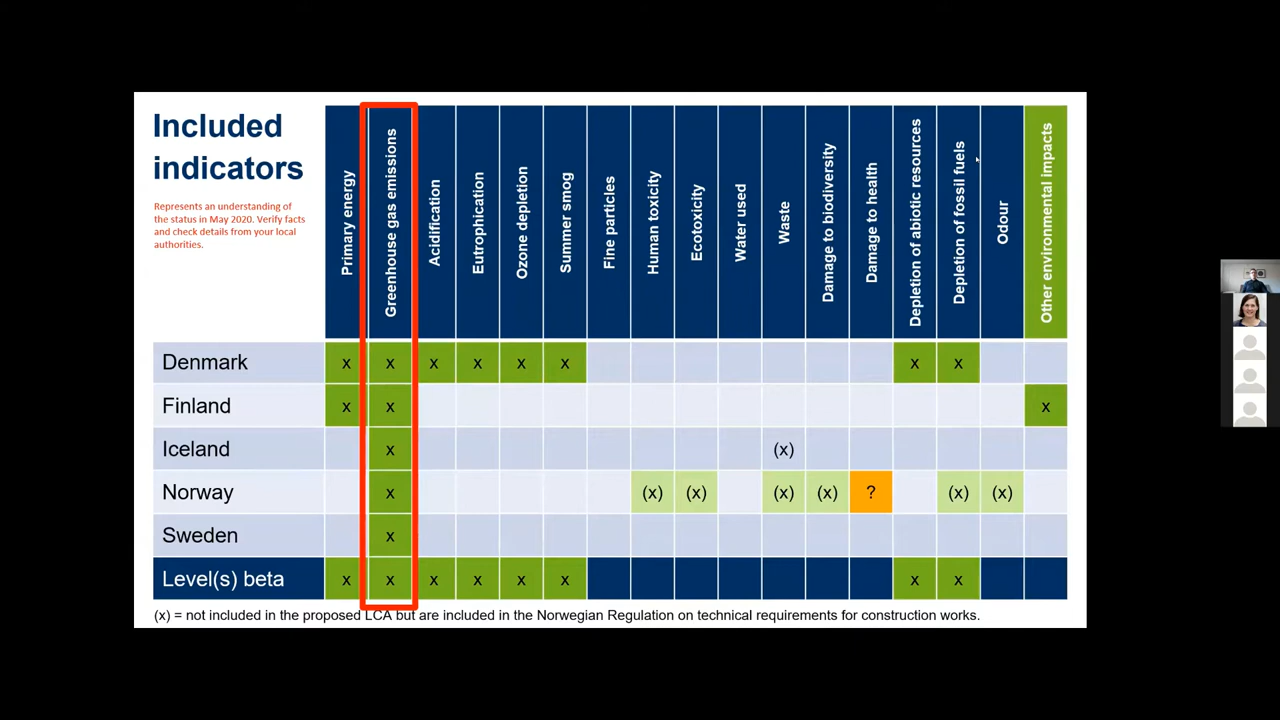 Included
indicators
Represents an understanding of
the status in May 2020. Verify facts
and check details from your local
authorities.
Primary energy
Greenhouse gas emissions
Acidification
Eutrophication
Ozone depletion
Summer smog
Fine particles
Human toxicity
Ecotoxicity
Water used
Waste
Damage to biodiversity
Damage to health
Depletion of abiotic resources
Depletion of fossil fuels
Odour
Other environmental impacts
Denmark x x x x x x x x
Finland x x x
Iceland x (x)
Norway x (x) (x) (x) (x) ? (x) (x)
Sweden x
Level(s) beta x x x x x x x x
(x) = not included in the proposed LCA but are included in the Norwegian Regulation on technical requirements for construction works.